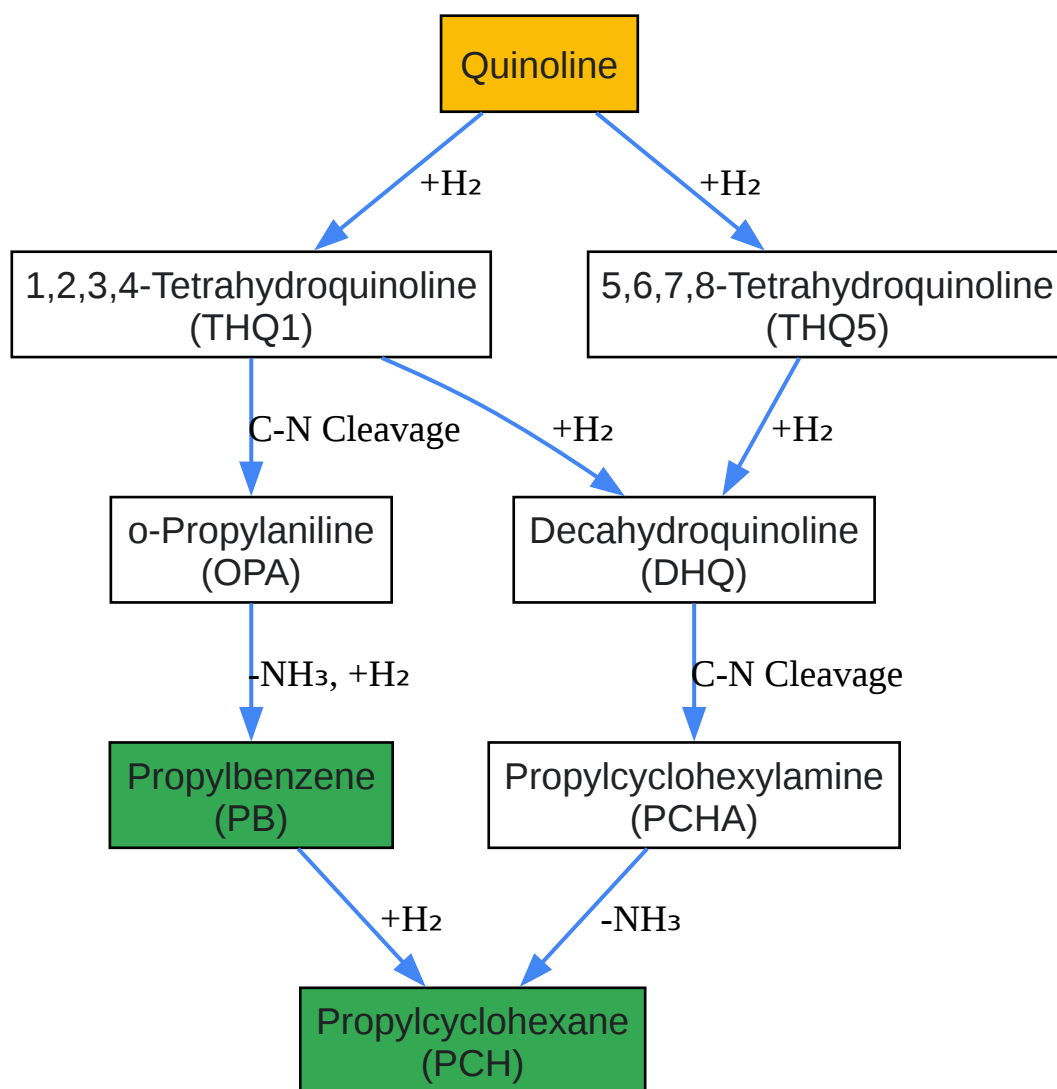 Quinoline
+H₂
+H₂
1,2,3,4-Tetrahydroquinoline
(THQ1)
5,6,7,8-Tetrahydroquinoline
(THQ5)
C-N Cleavage
+H₂
+H₂
o-Propylaniline
(OPA)
Decahydroquinoline
(DHQ)
-NH₃, +H₂
C-N Cleavage
Propylbenzene
(PB)
Propylcyclohexylamine
(PCHA)
+H₂
-NH₃
Propylcyclohexane
(PCH)